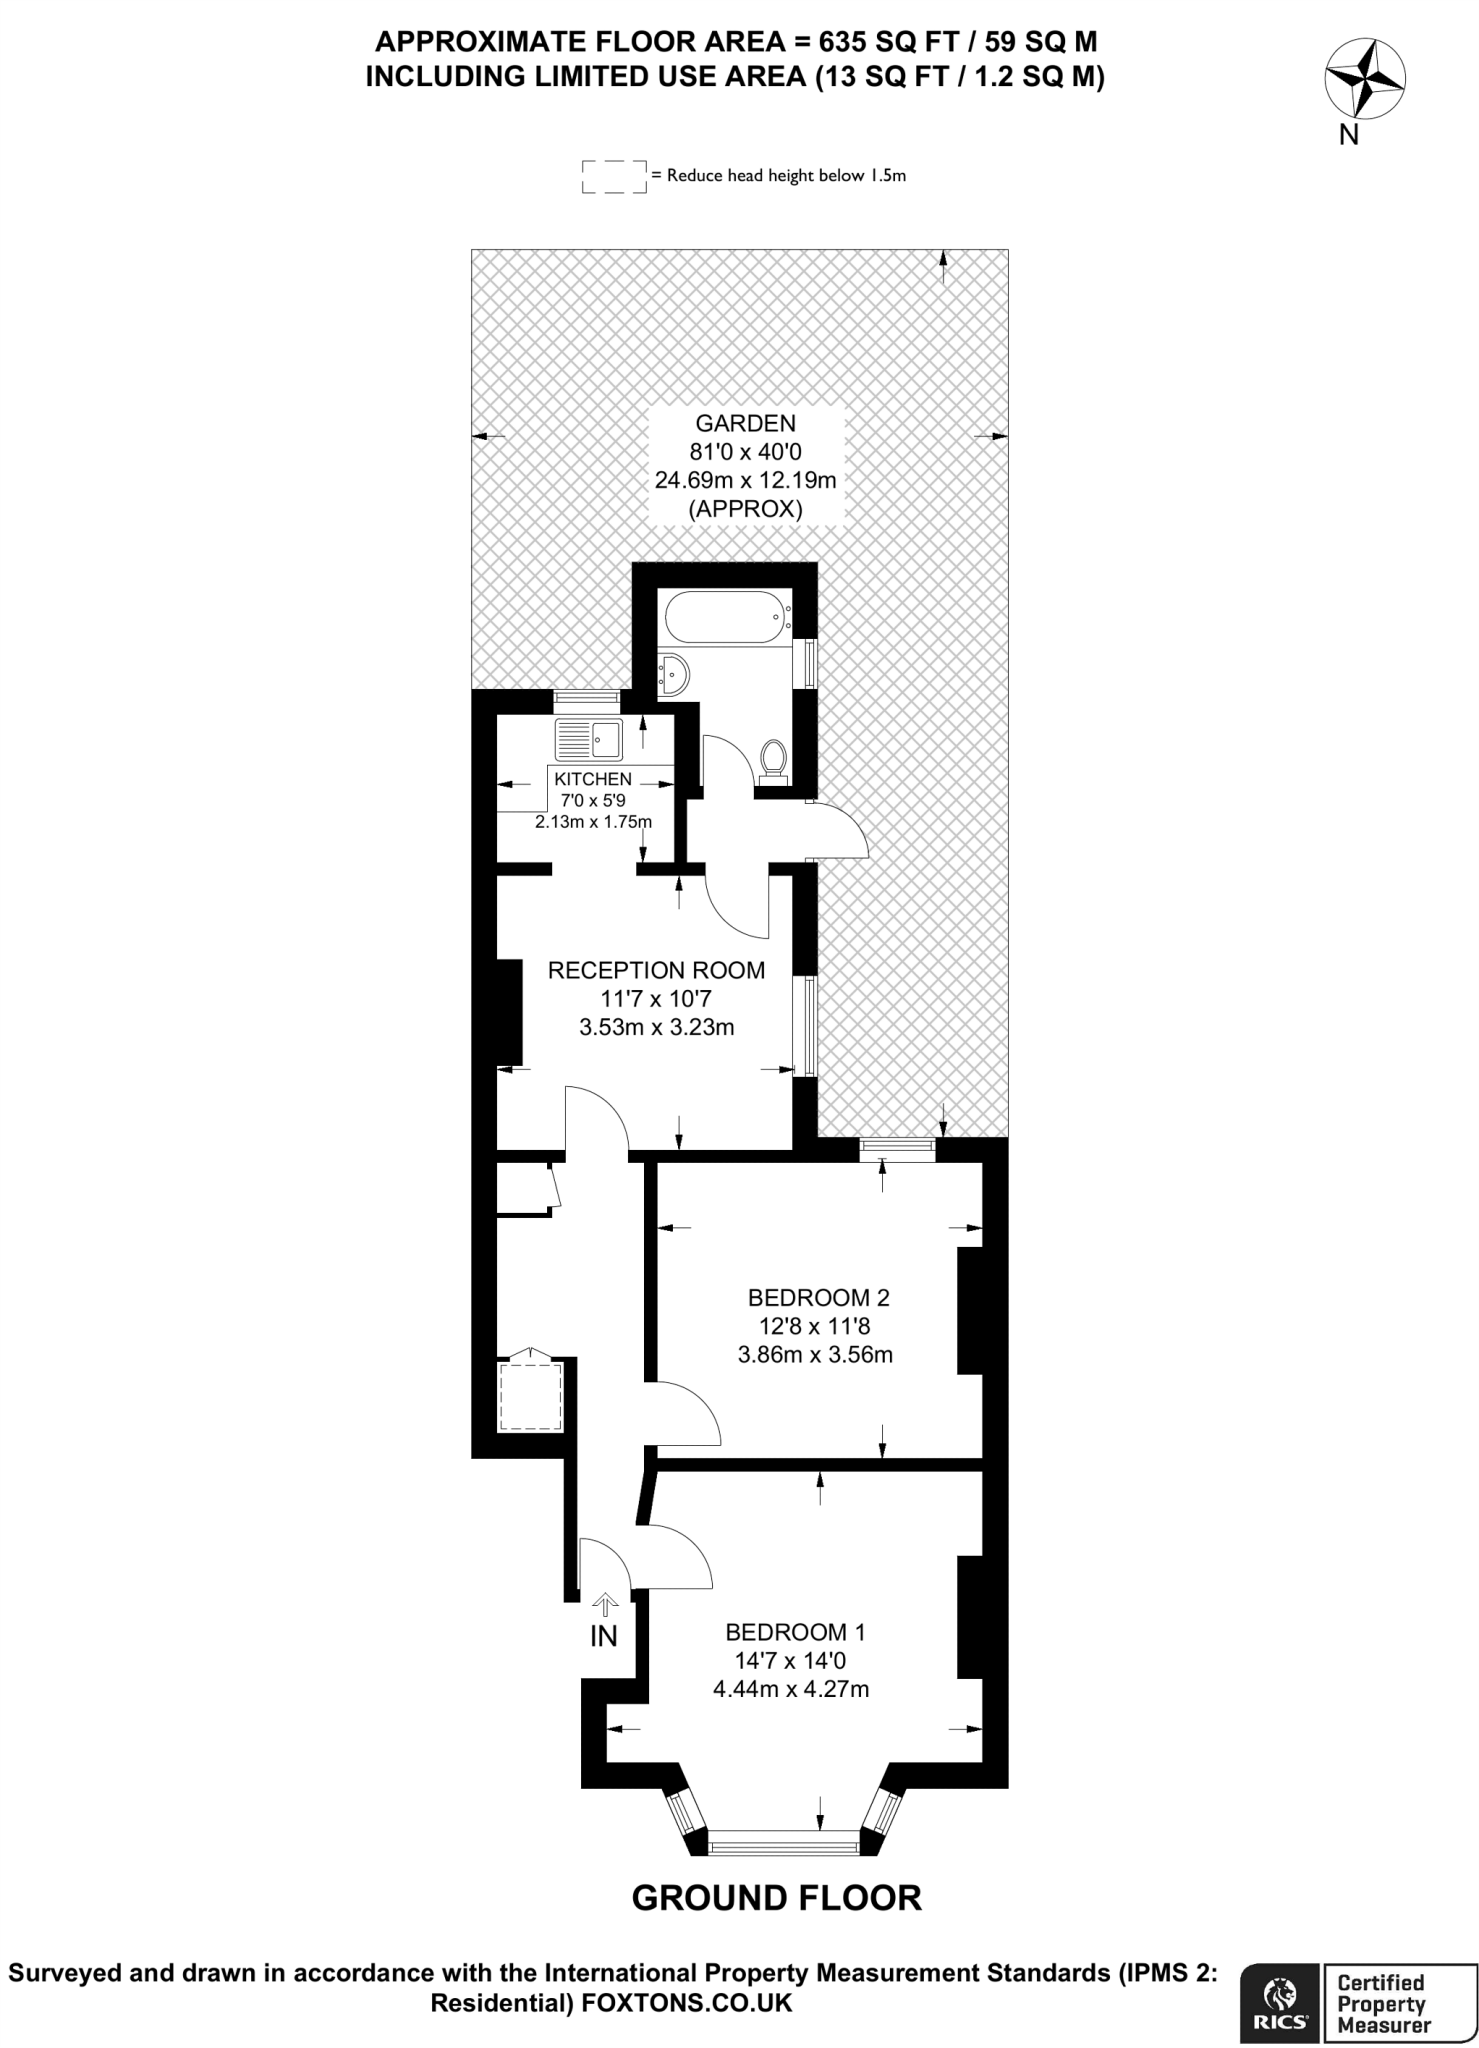 APPROXIMATE FLOOR AREA = 635 SQ FT / 59 SQ M
INCLUDING LIMITED USE AREA (13 SQ FT / 1.2 SQ M)
N
= Reduce head height below 1.5m
GARDEN
81'0 x 40'0
24.69m x 12.19m
(APPROX)
KITCHEN
7'0 x 5'9
2.13m x 1.75m
RECEPTION ROOM
11'7 x 10'7
3.53m x 3.23m
BEDROOM 2
12'8 x 11'8
3.86m x 3.56m
IN
BEDROOM 1
14'7 x 14'0
4.44m x 4.27m
GROUND FLOOR
Surveyed and drawn in accordance with the International Property Measurement Standards (IPMS 2:
Residential) FOXTONS.CO.UK
RICS
Certified
Property
Measurer